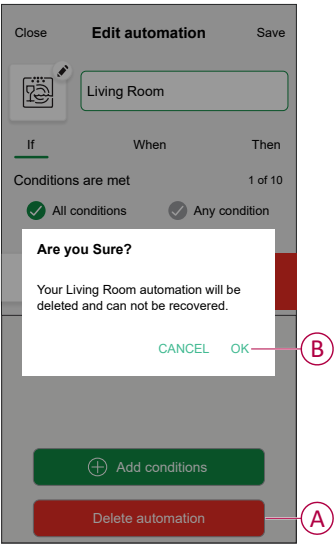 Close Edit automation Save
Living Room
If When Then
Conditions are met 1 of 10
All conditions Any condition
Are you Sure?
Your Living Room automation will be
deleted and can not be recovered.
CANCEL OK
B
Add conditions
Delete automation
A